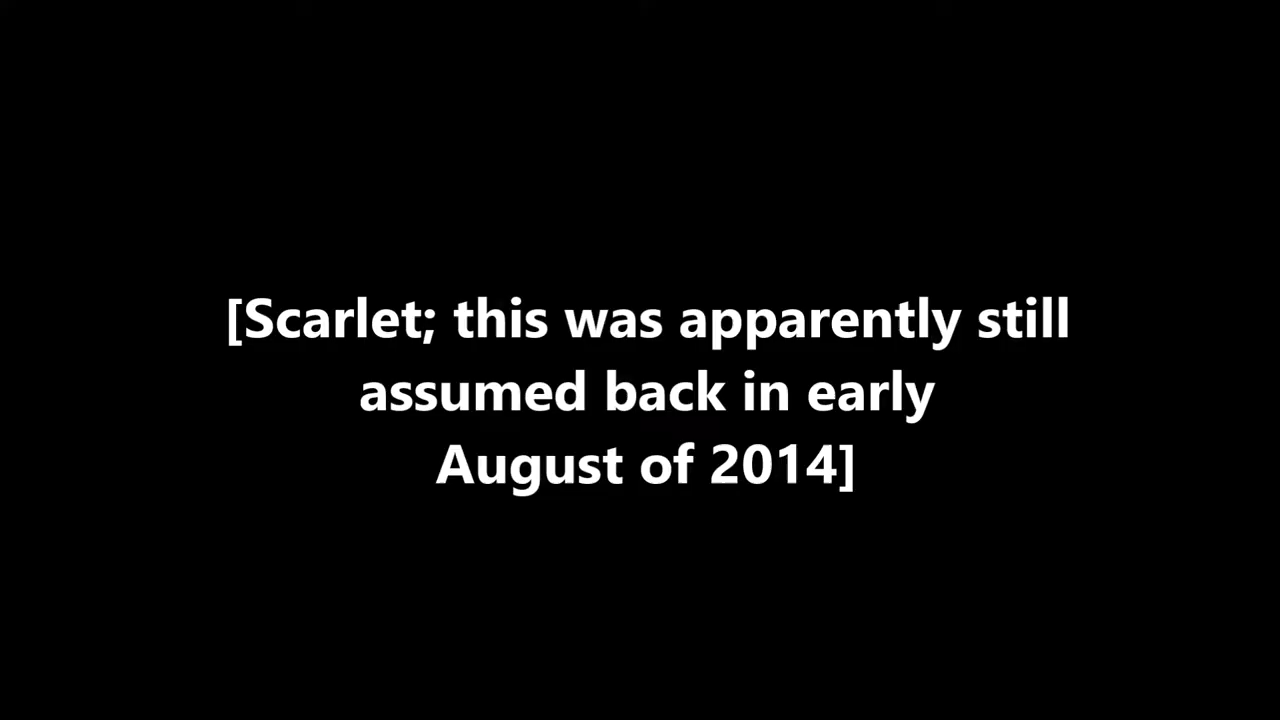 [Scarlet; this was apparently still
assumed back in early
August of 2014]